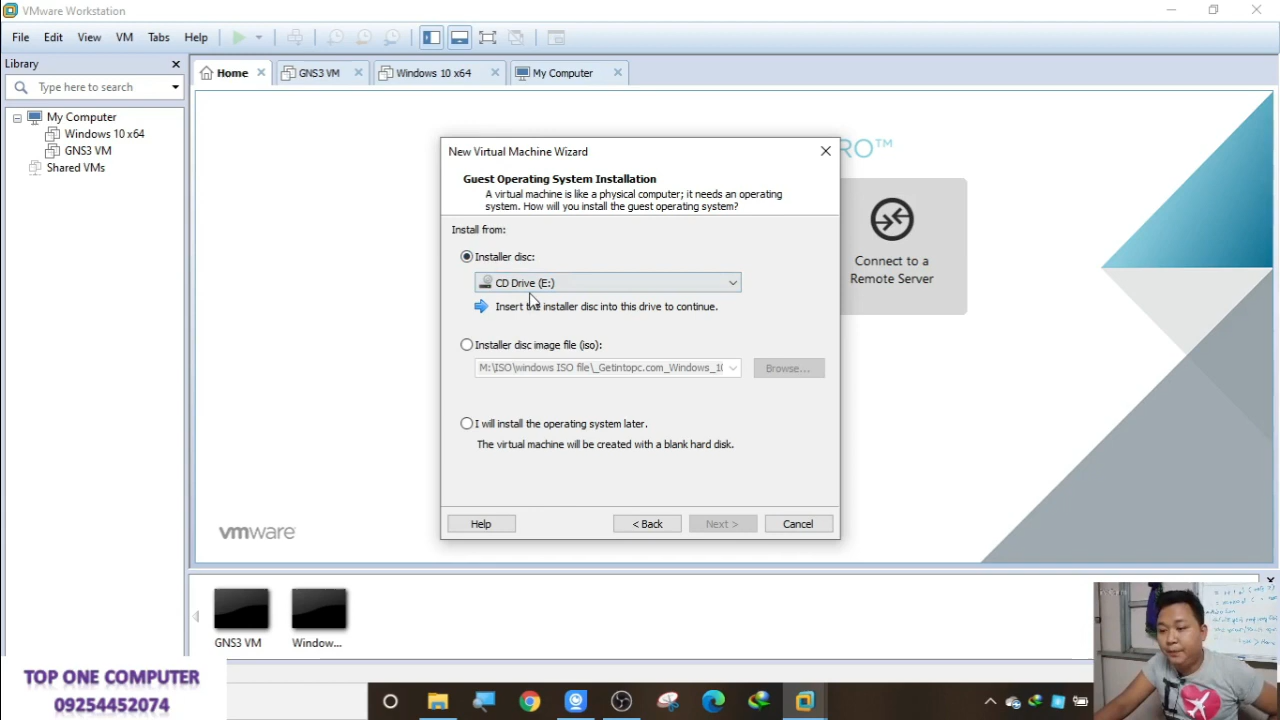 VMware Workstation
File Edit View VM Tabs Help
Library
Type here to search
My Computer
Windows 10 x64
GNS3 VM
Shared VMs
Home
GNS3 VM
Windows 10 x64
My Computer
RO™
Connect to a
Remote Server
New Virtual Machine Wizard
Guest Operating System Installation
A virtual machine is like a physical computer; it needs an operating
system. How will you install the guest operating system?
Install from:
Installer disc:
CD Drive (E:)
Insert the installer disc into this drive to continue.
Installer disc image file (iso):
M:\ISO\windows ISO file\_Getintopc.com_Windows_10
Browse...
I will install the operating system later.
The virtual machine will be created with a blank hard disk.
Help
< Back
Next >
Cancel
vmware
GNS3 VM
Window...
TOP ONE COMPUTER
09254452074